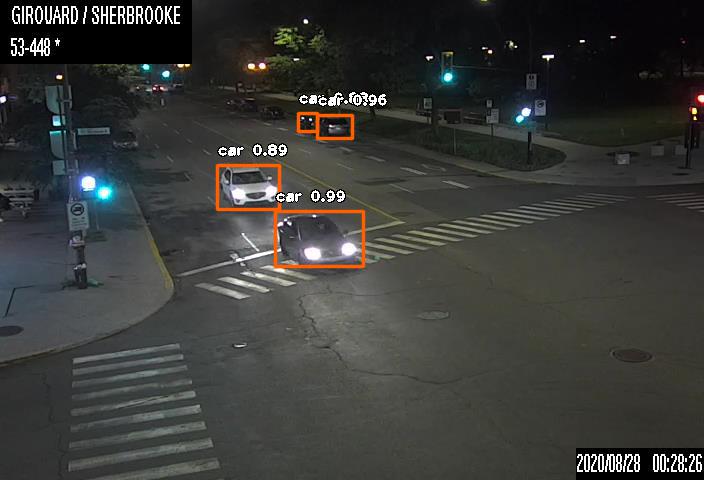 GIROUARD / SHERBROOKE
53-448 *
car 0.96
car 0.89
car 0.99
2020/08/28 00:28:26